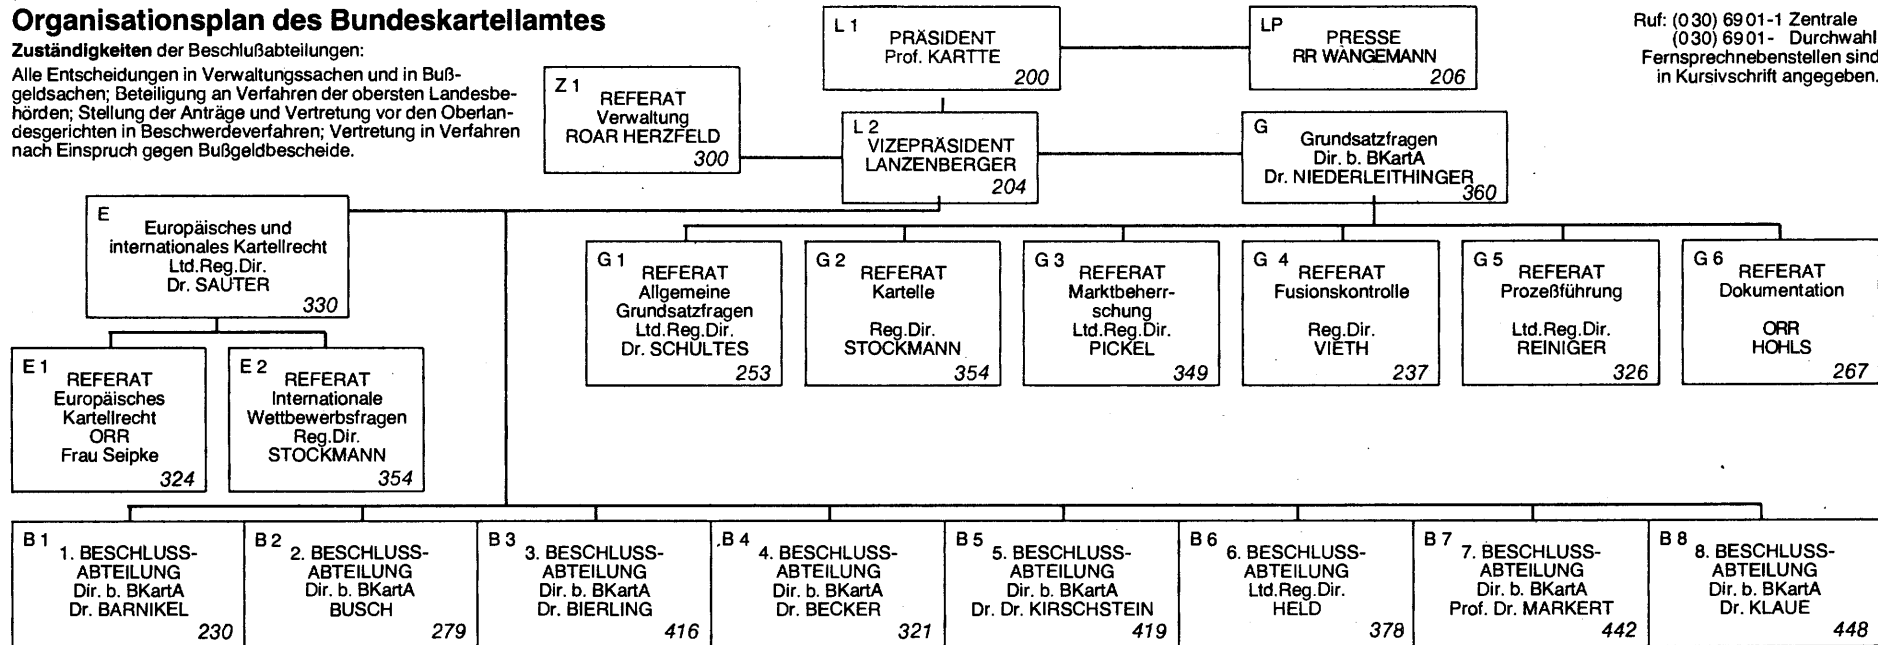 Organisationsplan des Bundeskartellamtes
Zuständigkeiten der Beschlußabteilungen:
Alle Entscheidungen in Verwaltungssachen und in Buß-
geldsachen; Beteiligung an Verfahren der obersten Landesbe-
hörden; Stellung der Anträge und Vertretung vor den Oberlan-
desgerichten in Beschwerdeverfahren; Vertretung in Verfahren
nach Einspruch gegen Bußgeldbescheide.
L 1
PRÄSIDENT
Prof. KARTTE
200
LP
PRESSE
RR WANGEMANN
206
Ruf: (030) 6901-1 Zentrale
(030) 6901- Durchwahl
Fernsprechnebenstellen sind
in Kursivschrift angegeben.
Z 1
REFERAT
Verwaltung
ROAR HERZFELD
300
L 2
VIZEPRÄSIDENT
LANZENBERGER
204
G
Grundsatzfragen
Dir. b. BKartA
Dr. NIEDERLEITHINGER
360
E
Europäisches und
internationales Kartellrecht
Ltd.Reg.Dir.
Dr. SAUTER
330
G 1
REFERAT
Allgemeine
Grundsatzfragen
Ltd.Reg.Dir.
Dr. SCHULTES
253
G 2
REFERAT
Kartelle
Reg.Dir.
STOCKMANN
354
G 3
REFERAT
Marktbeherr-
schung
Ltd.Reg.Dir.
PICKEL
349
G 4
REFERAT
Fusionskontrolle
Reg.Dir.
VIETH
237
G 5
REFERAT
Prozeßführung
Ltd.Reg.Dir.
REINIGER
326
G 6
REFERAT
Dokumentation
ORR
HOHLS
267
E 1
REFERAT
Europäisches
Kartellrecht
ORR
Frau Seipke
324
E 2
REFERAT
Internationale
Wettbewerbsfragen
Reg.Dir.
STOCKMANN
354
B 1
1. BESCHLUSS-
ABTEILUNG
Dir. b. BKartA
Dr. BARNIKEL
230
B 2
2. BESCHLUSS-
ABTEILUNG
Dir. b. BKartA
BUSCH
279
B 3
3. BESCHLUSS-
ABTEILUNG
Dir. b. BKartA
Dr. BIERLING
416
B 4
4. BESCHLUSS-
ABTEILUNG
Dir. b. BKartA
Dr. BECKER
321
B 5
5. BESCHLUSS-
ABTEILUNG
Dir. b. BKartA
Dr. Dr. KIRSCHSTEIN
419
B 6
6. BESCHLUSS-
ABTEILUNG
Ltd.Reg.Dir.
HELD
378
B 7
7. BESCHLUSS-
ABTEILUNG
Dir. b. BKartA
Prof. Dr. MARKERT
442
B 8
8. BESCHLUSS-
ABTEILUNG
Dir. b. BKartA
Dr. KLAUE
448